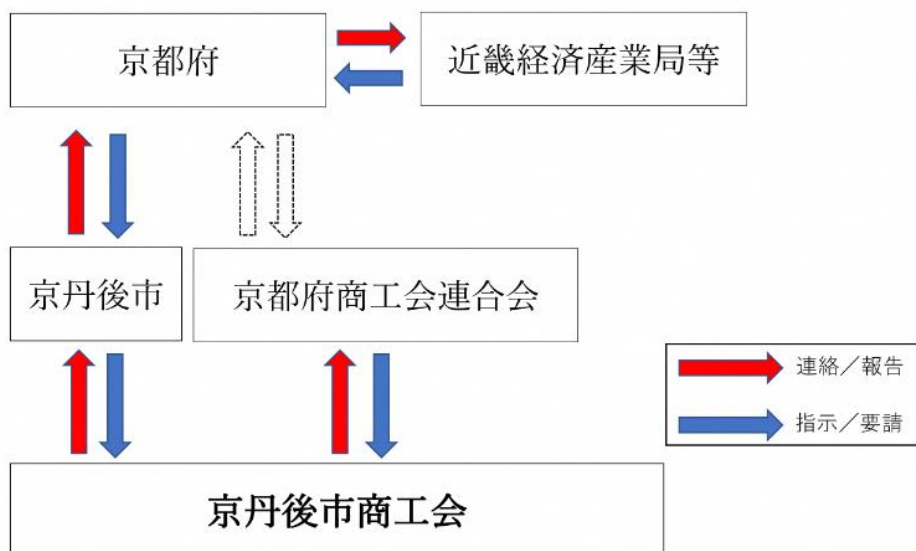 京都府
近畿経済産業局等
京丹後市
京都府商工会連合会
連絡／報告
指示／要請
京丹後市商工会